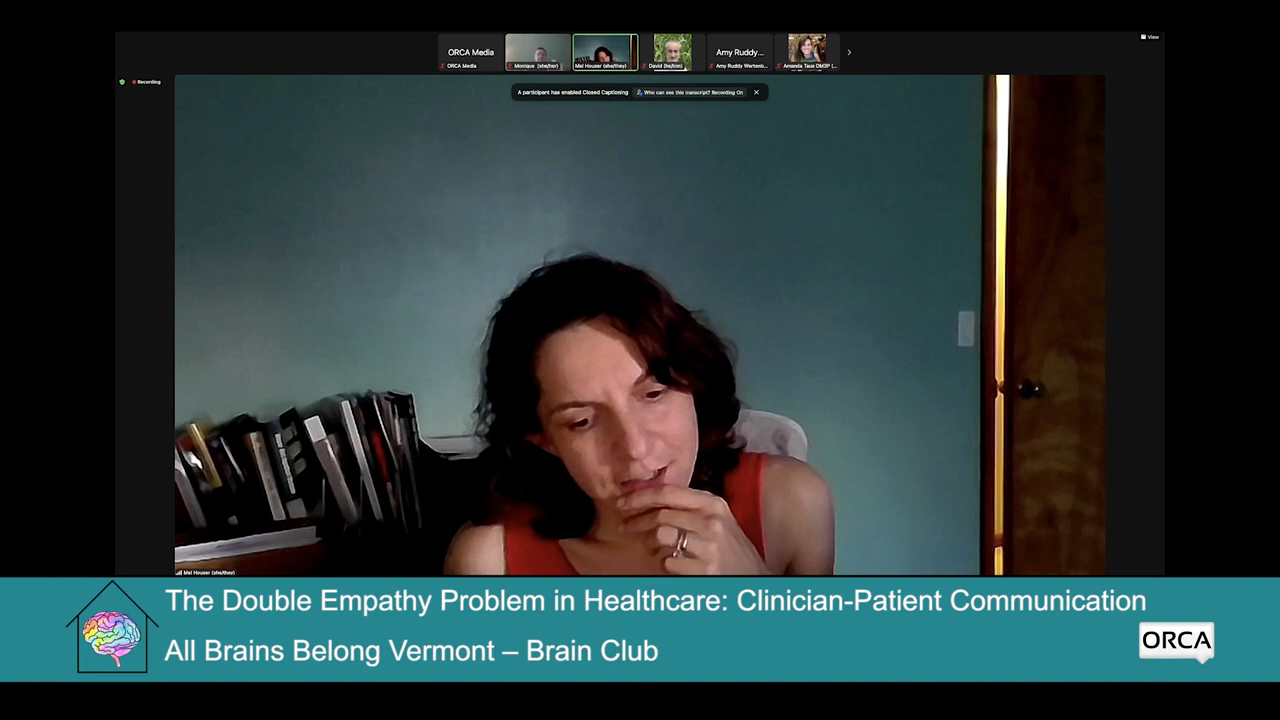 View
ORCA Media
Amy Ruddy...
ORCA Media
Monique (she/her)
Mel Houser (she/they)
David (he/him)
Amy Ruddy Wertenb...
Amanda Taus DM3P (...
Recording
A participant has enabled Closed Captioning
Who can see this transcript? Recording On
Mel Houser (she/they)
The Double Empathy Problem in Healthcare: Clinician-Patient Communication
All Brains Belong Vermont – Brain Club
ORCA